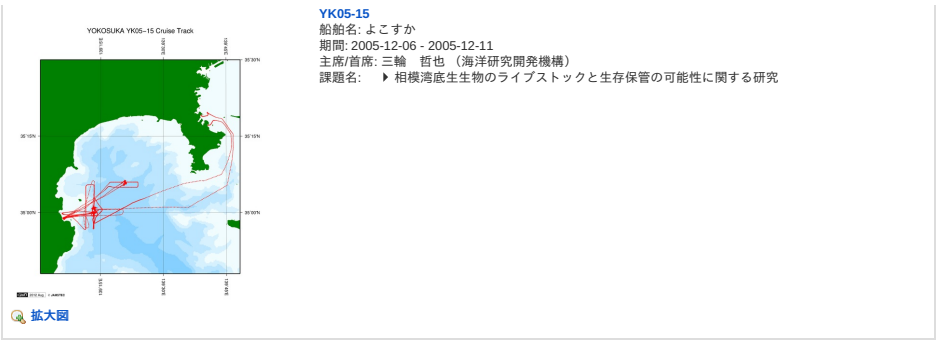 YK05-15
船舶名: よこすか
期間: 2005-12-06 - 2005-12-11
主席/首席: 三輪　哲也 （海洋研究開発機構）
課題名: 相模湾底生生物のライブストックと生存保管の可能性に関する研究
YOKOSUKA YK05−15 Cruise Track
35˚30'N
35˚15'N
35˚15'N
35˚00'N
35˚00'N
拡大図